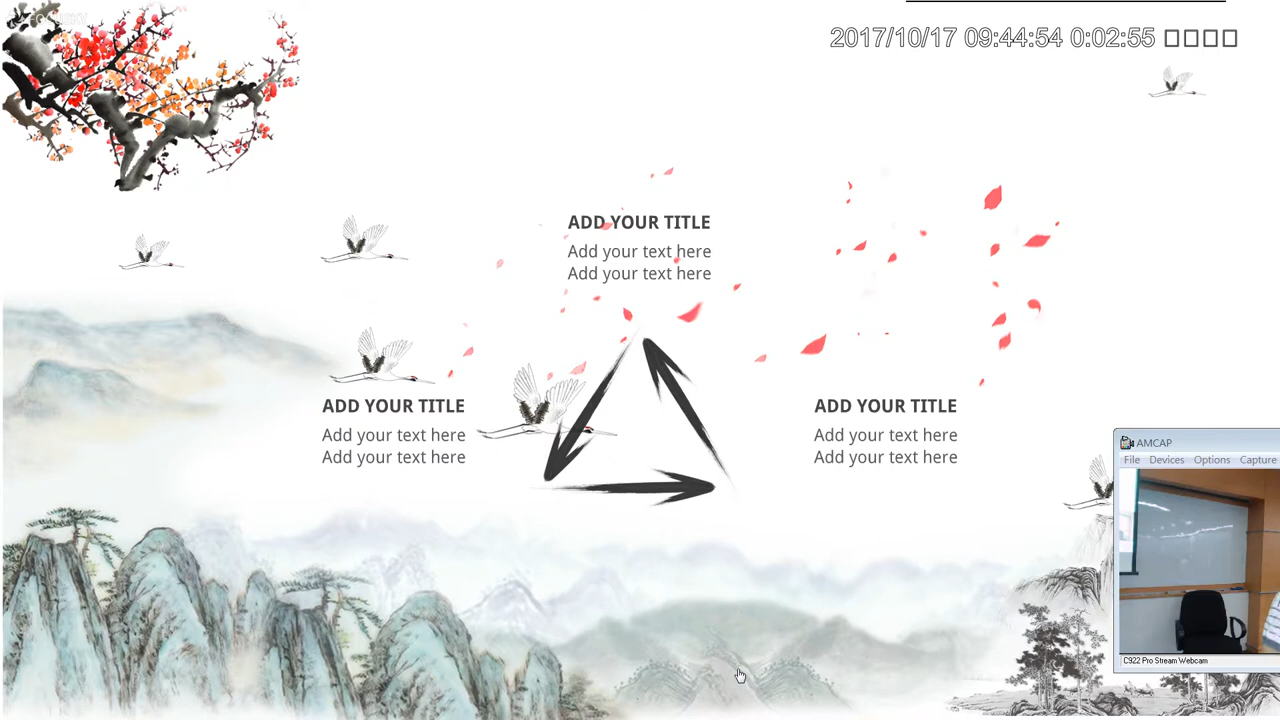 FOCUSKY
2017/10/17 09:44:54 0:02:55
ADD YOUR TITLE
Add your text here
Add your text here
ADD YOUR TITLE
Add your text here
Add your text here
ADD YOUR TITLE
Add your text here
Add your text here
AMCAP
File Devices Options Capture
C922 Pro Stream Webcam